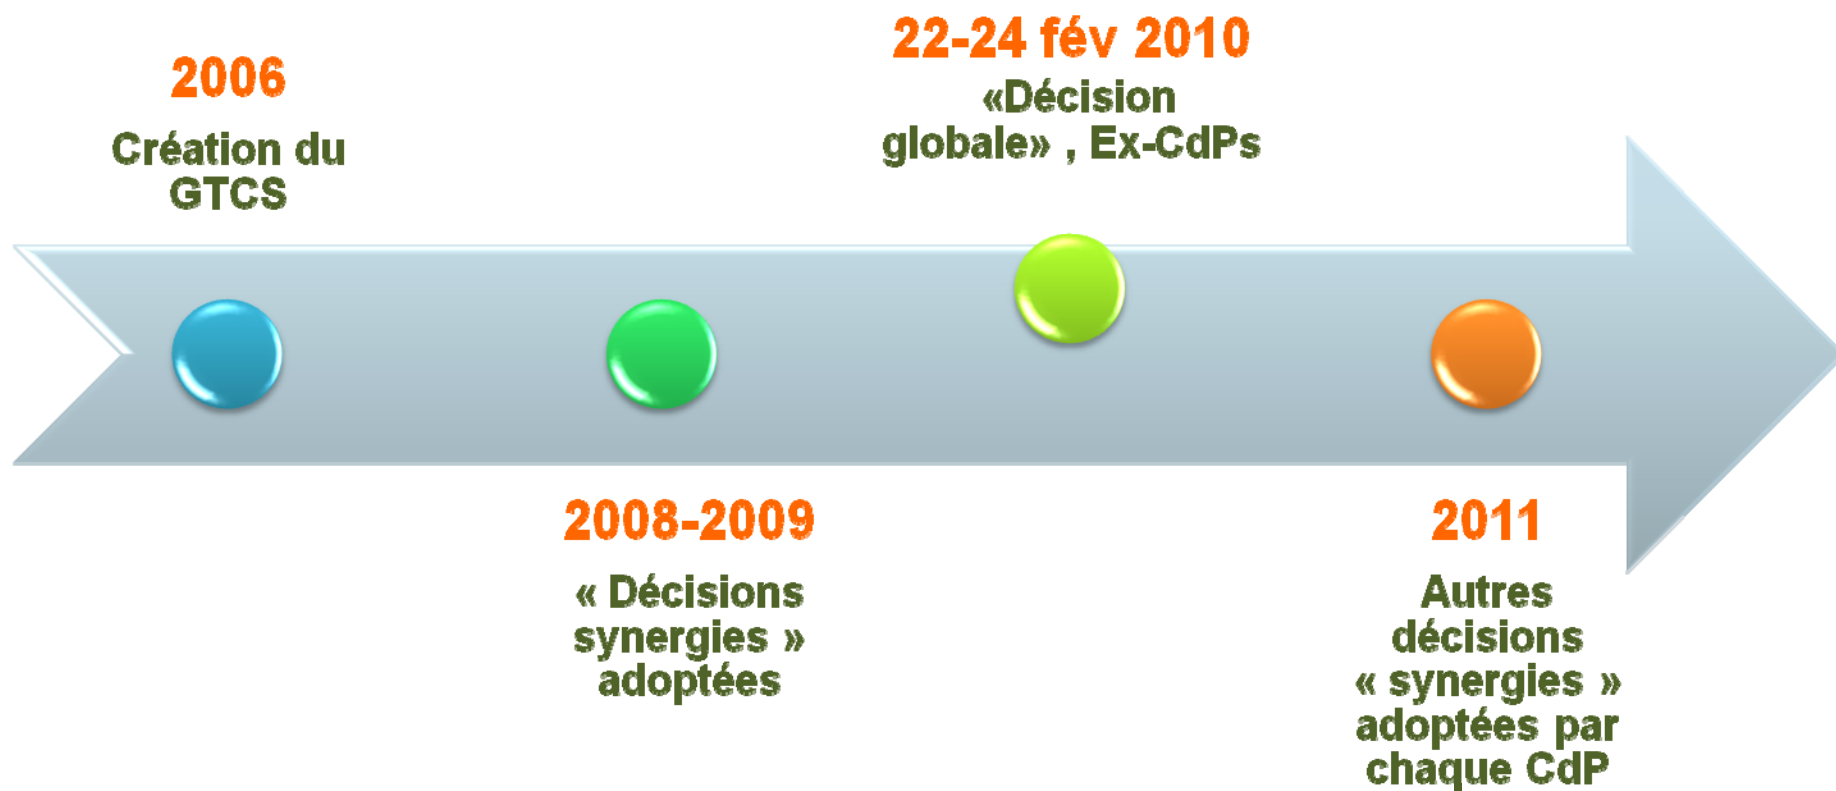 2006
Création du
GTCS
22-24 fév 2010
«Décision
globale» , Ex-CdPs
2008-2009
« Décisions
synergies »
adoptées
2011
Autres
décisions
« synergies »
adoptées par
chaque CdP